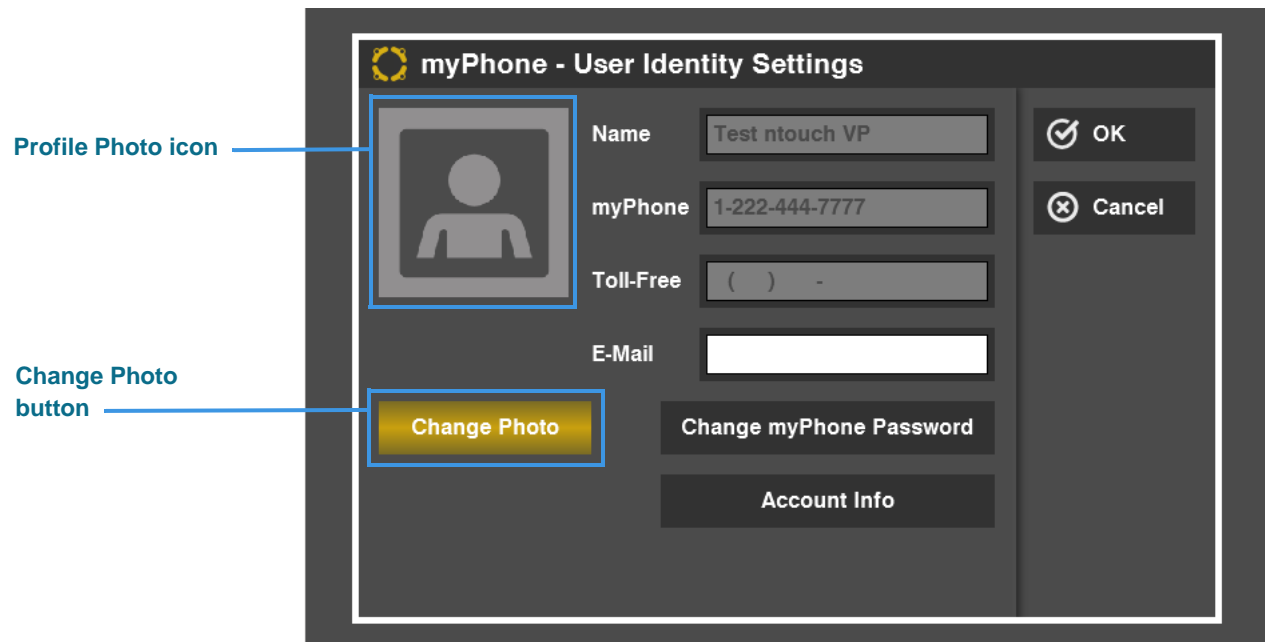 myPhone - User Identity Settings
Profile Photo icon
Name
Test ntouch VP
OK
myPhone
1-222-444-7777
Cancel
Toll-Free
( ) -
E-Mail
Change Photo
button
Change Photo
Change myPhone Password
Account Info